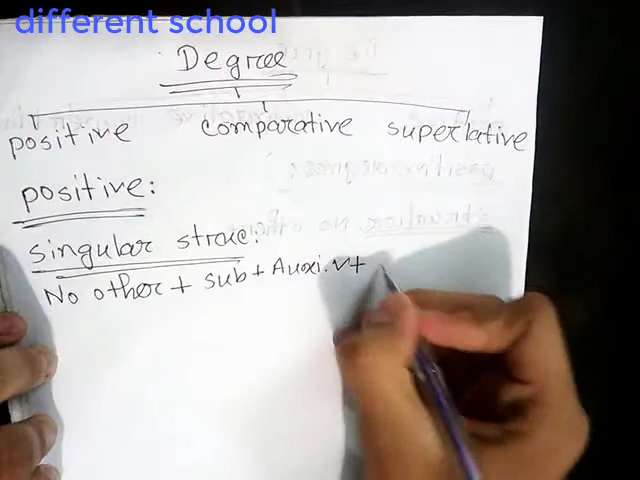 different school
Degree
positive comparative superlative
positive:
singular struc:
No other + sub + Auxi. v +